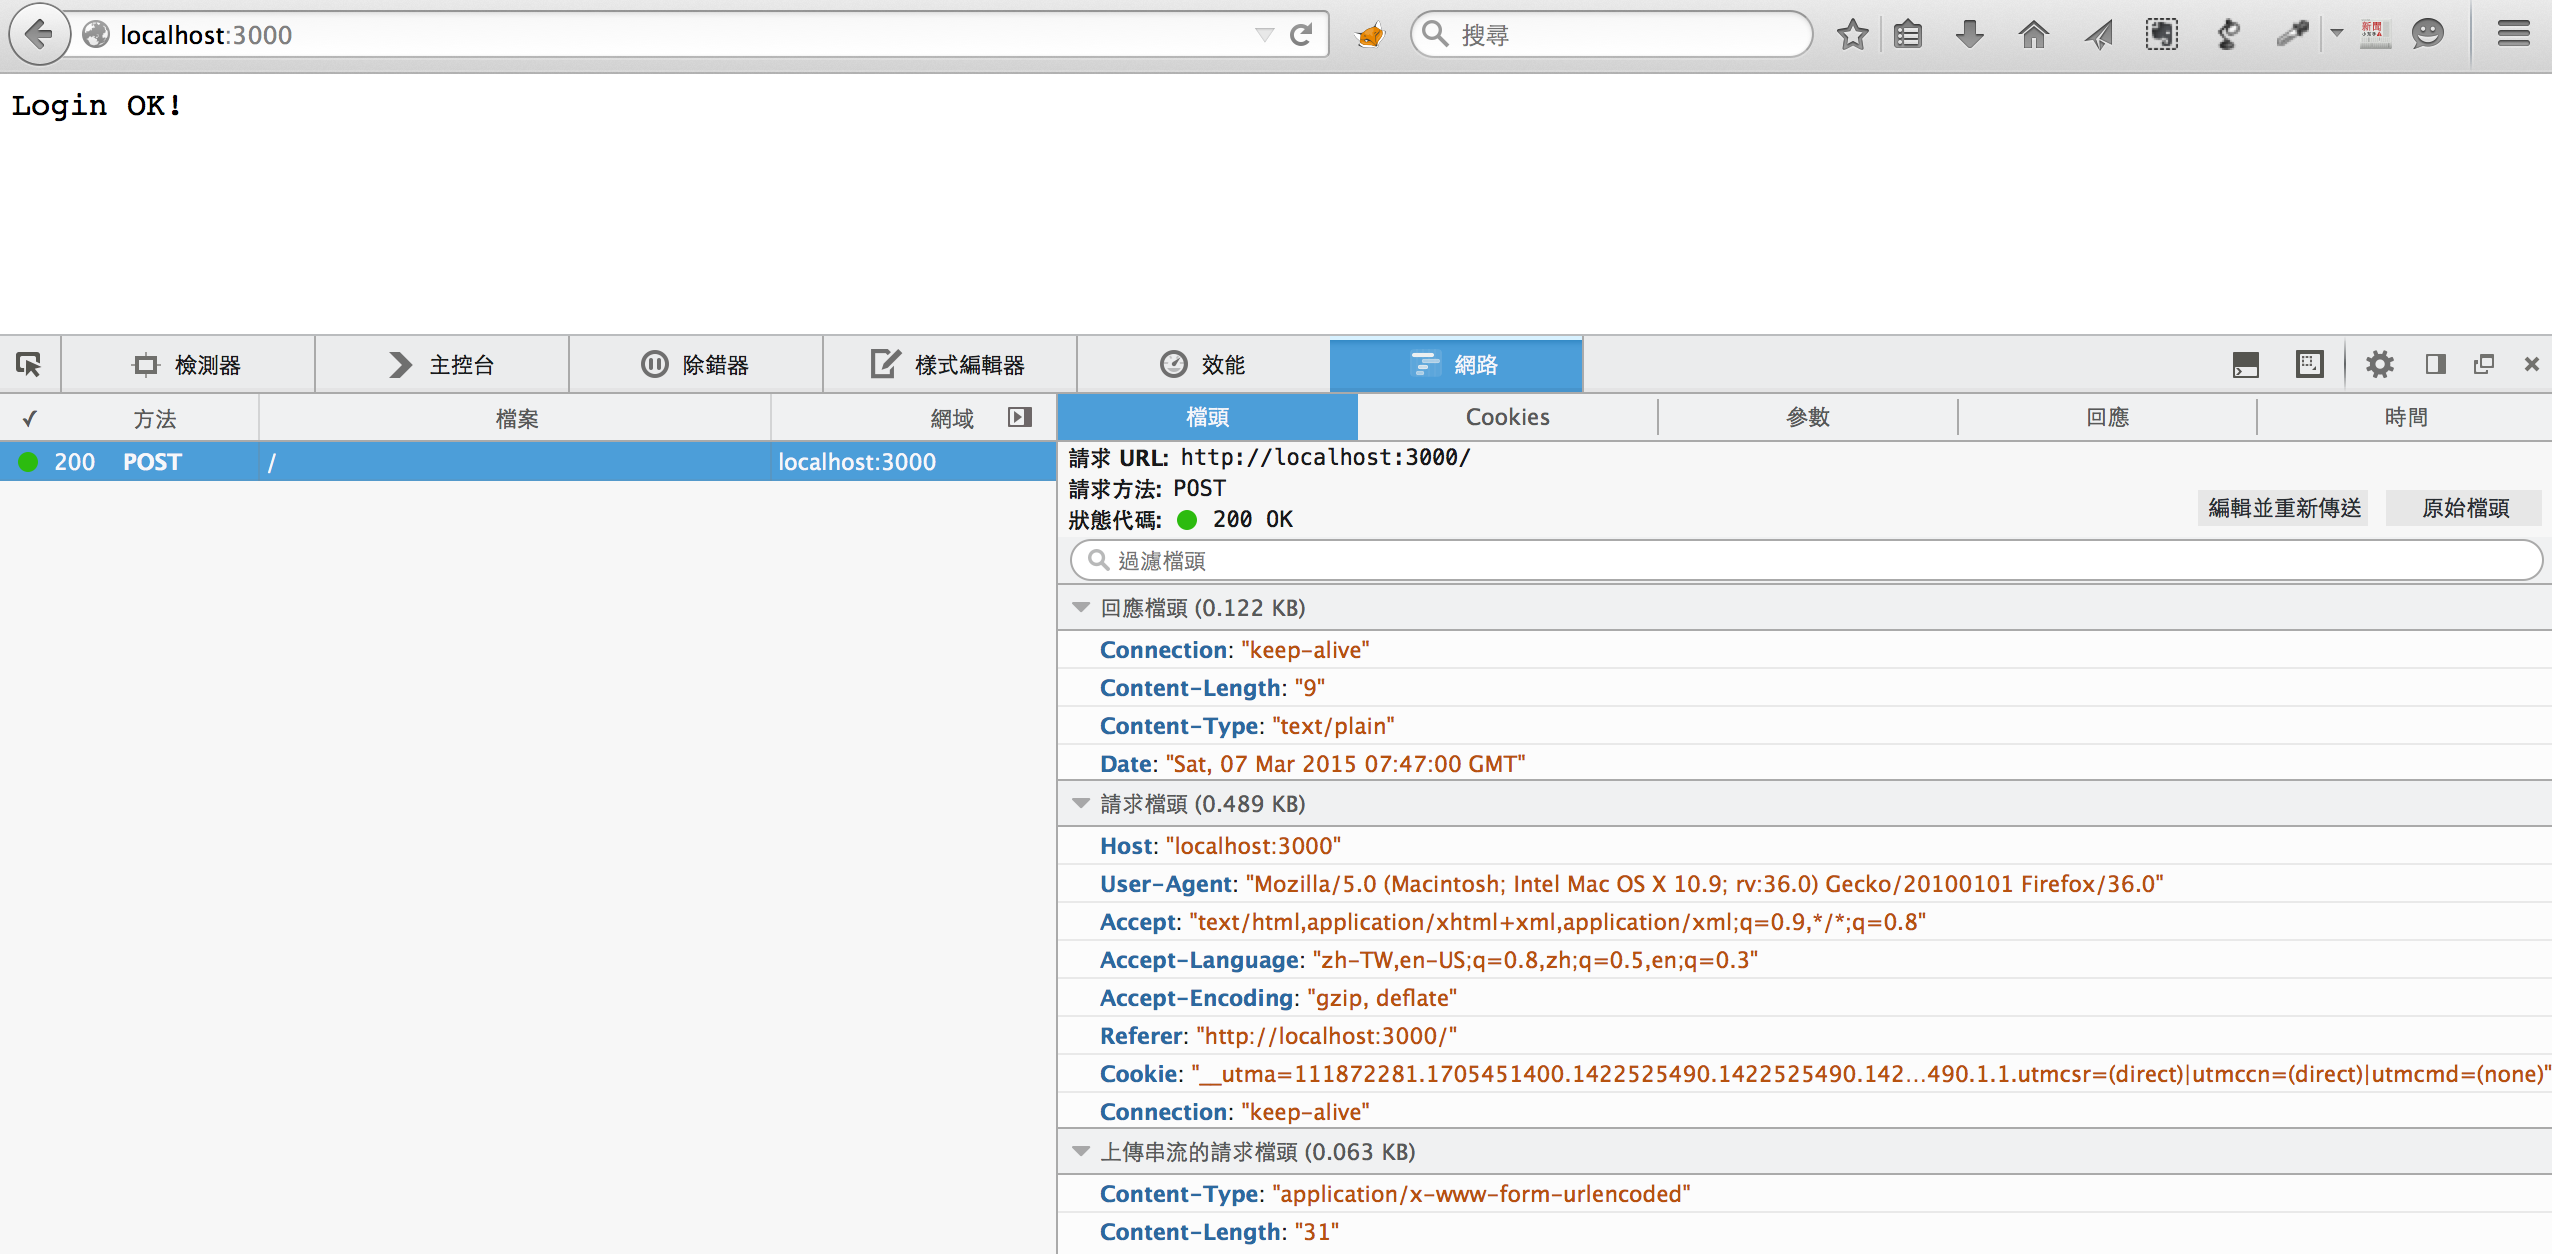 localhost:3000
搜尋
新聞
Login OK!
檢測器
主控台
除錯器
樣式編輯器
效能
網路
✓ 方法 檔案 網域
檔頭 Cookies 參數 回應 時間
200 POST / localhost:3000
請求 URL: http://localhost:3000/
請求方法: POST
狀態代碼: 200 OK
編輯並重新傳送 原始檔頭
過濾檔頭
回應檔頭 (0.122 KB)
Connection: "keep-alive"
Content-Length: "9"
Content-Type: "text/plain"
Date: "Sat, 07 Mar 2015 07:47:00 GMT"
請求檔頭 (0.489 KB)
Host: "localhost:3000"
User-Agent: "Mozilla/5.0 (Macintosh; Intel Mac OS X 10.9; rv:36.0) Gecko/20100101 Firefox/36.0"
Accept: "text/html,application/xhtml+xml,application/xml;q=0.9,*/*;q=0.8"
Accept-Language: "zh-TW,en-US;q=0.8,zh;q=0.5,en;q=0.3"
Accept-Encoding: "gzip, deflate"
Referer: "http://localhost:3000/"
Cookie: "__utma=111872281.1705451400.1422525490.1422525490.142…490.1.1.utmcsr=(direct)|utmccn=(direct)|utmcmd=(none)"
Connection: "keep-alive"
上傳串流的請求檔頭 (0.063 KB)
Content-Type: "application/x-www-form-urlencoded"
Content-Length: "31"